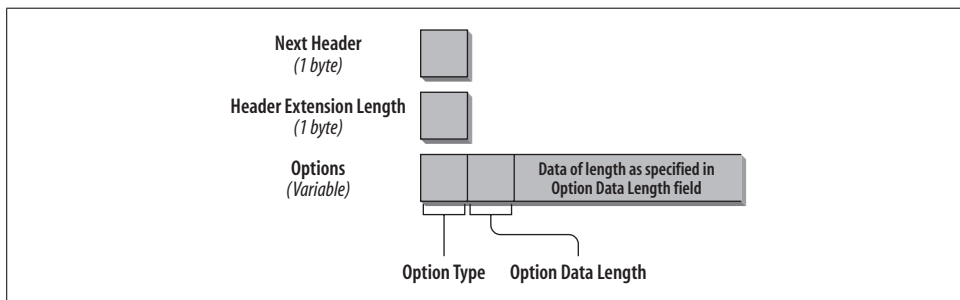 Next Header
(1 byte)
Header Extension Length
(1 byte)
Options
(Variable)
Data of length as specified in
Option Data Length field
Option Type
Option Data Length